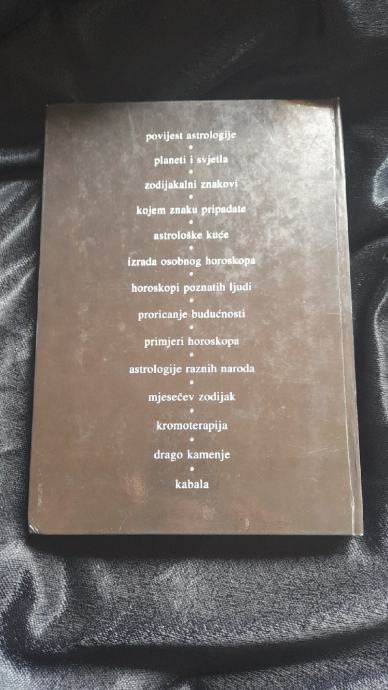 povijest astrologije
•
planeti i svjetla
•
zodijakalni znakovi
•
kojem znaku pripadate
•
astrološke kuće
•
izrada osobnog horoskopa
•
horoskopi poznatih ljudi
•
proricanje budućnosti
•
primjeri horoskopa
•
astrologije raznih naroda
•
mjesečev zodijak
•
kromoterapija
•
drago kamenje
•
kabala